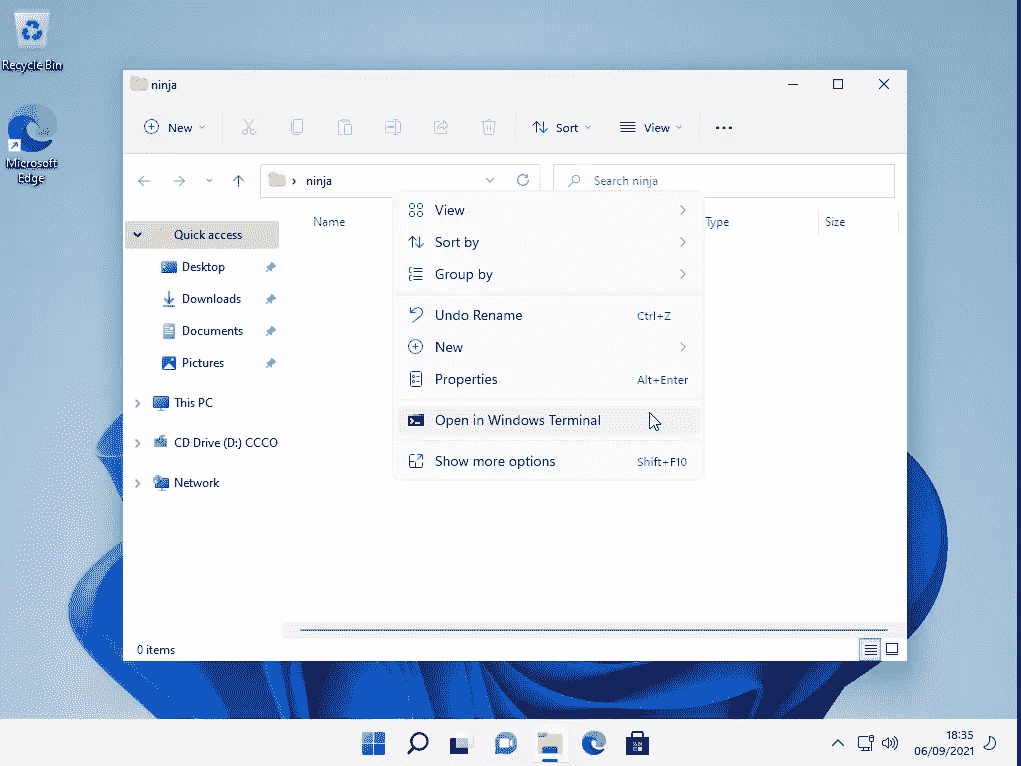 Recycle Bin
Microsoft
Edge
ninja
New
Sort
View
ninja
Search ninja
Name
Type
Size
Quick access
Desktop
Downloads
Documents
Pictures
This PC
CD Drive (D:) CCCO
Network
View
Sort by
Group by
Undo Rename Ctrl+Z
New
Properties Alt+Enter
Open in Windows Terminal
Show more options Shift+F10
0 items
18:35
06/09/2021